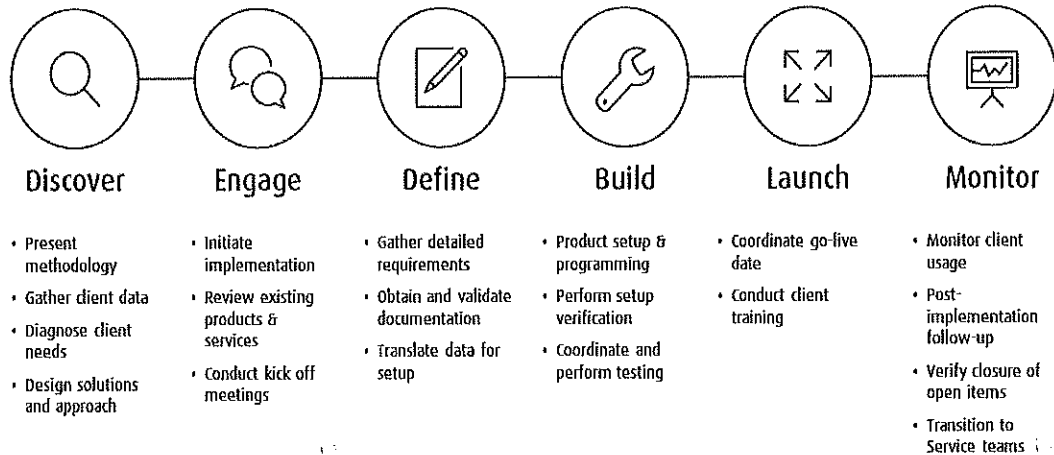 Discover
Engage
Define
Build
Launch
Monitor
• Present
methodology
• Gather client data
• Diagnose client
needs
• Design solutions
and approach
• Initiate
implementation
• Review existing
products &
services
• Conduct kick off
meetings
• Gather detailed
requirements
• Obtain and validate
documentation
• Translate data for
setup
• Product setup &
programming
• Perform setup
verification
• Coordinate and
perform testing
• Coordinate go-live
date
• Conduct client
training
• Monitor client
usage
• Post-
implementation
follow-up
• Verify closure of
open items
• Transition to
Service teams